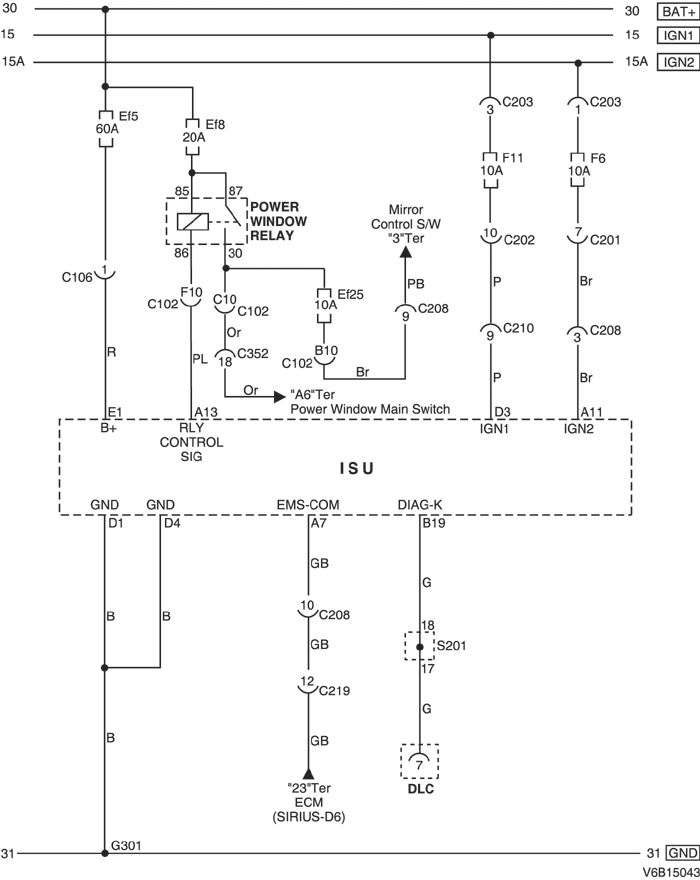 30 30 BAT+
15 15 IGN1
15A 15A IGN2
C203 C203
3 1
Ef5 Ef8
60A 20A
F11 F6
10A 10A
85 87
POWER
WINDOW
RELAY
86 30
Mirror
Control S/W
"3"Ter
10 C202 7 C201
C106 1
F10
C102
C10
C102
Ef25
10A
PB
9 C208
P Br
R
PL
Or
18 C352
B10
C102
Br
9 C210 3 C208
P Br
Or
"A6"Ter
Power Window Main Switch
E1 A13 D3 A11
B+ RLY
CONTROL
SIG
IGN1 IGN2
ISU
GND GND EMS-COM DIAG-K
D1 D4 A7 B19
GB
G
10 C208
B B
GB
18
S201
17
12 C219
G
B
GB
7
DLC
"23"Ter
ECM
(SIRIUS-D6)
G301
31 31 GND
V6B15043